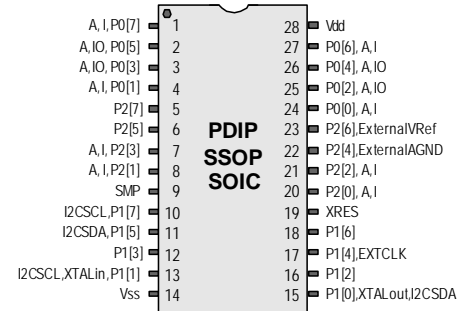 A, I, P0[7] 1 28 Vdd
A, IO, P0[5] 2 27 P0[6], A, I
A, IO, P0[3] 3 26 P0[4], A, IO
A, I, P0[1] 4 25 P0[2], A, IO
P2[7] 5 24 P0[0], A, I
P2[5] 6 PDIP 23 P2[6], External VRef
A, I, P2[3] 7 SSOP 22 P2[4], External AGND
A, I, P2[1] 8 SOIC 21 P2[2], A, I
SMP 9 20 P2[0], A, I
I2CSCL, P1[7] 10 19 XRES
I2CSDA, P1[5] 11 18 P1[6]
P1[3] 12 17 P1[4], EXTCLK
I2CSCL, XTALin, P1[1] 13 16 P1[2]
Vss 14 15 P1[0], XTALout, I2CSDA